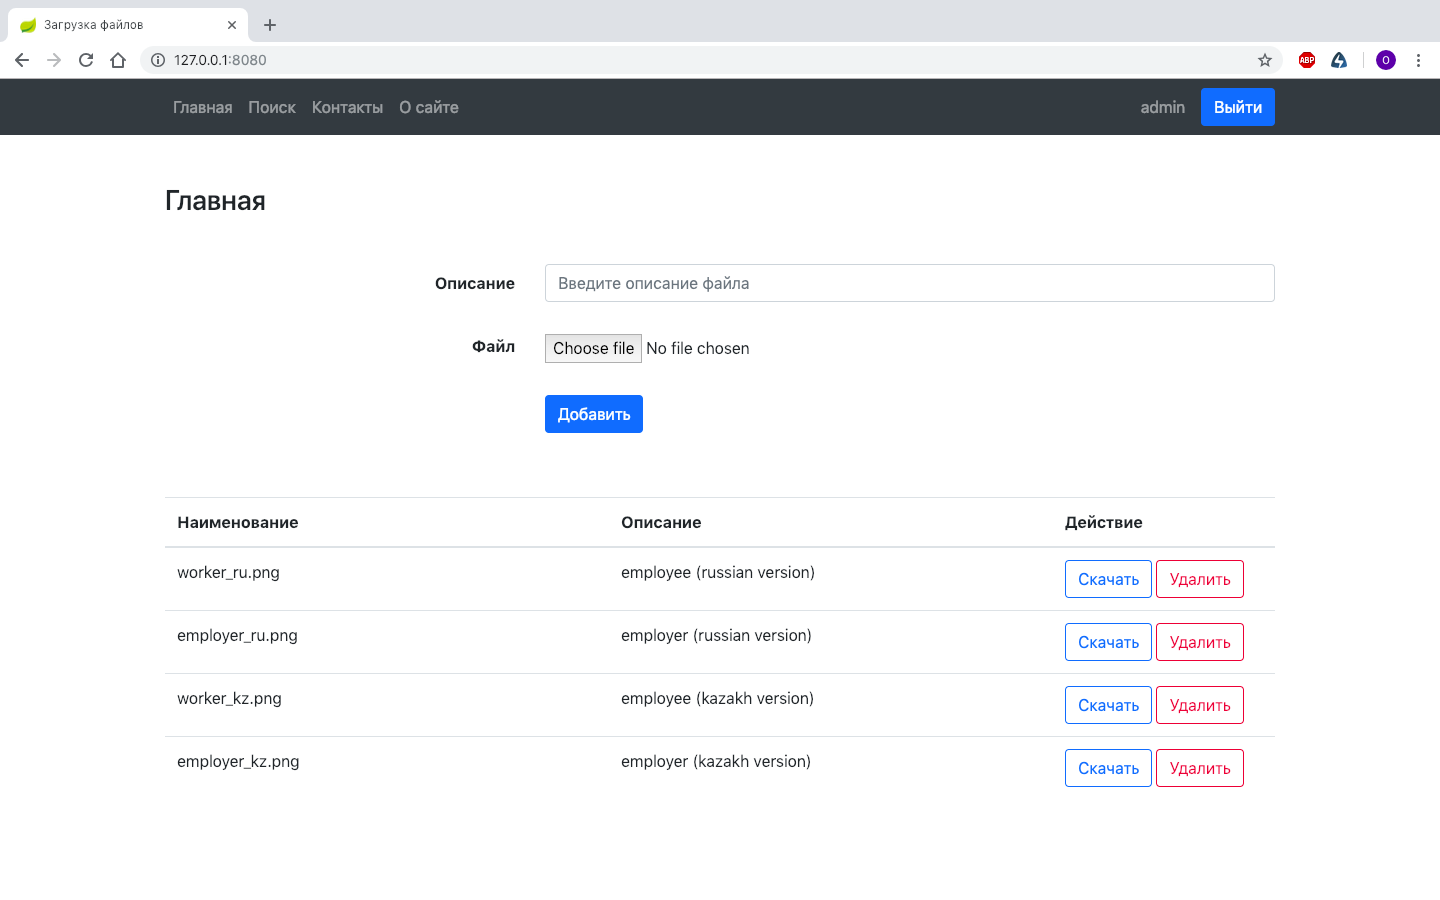 Загрузка файлов
127.0.0.1:8080
ABP
O
Главная Поиск Контакты О сайте admin Выйти
Главная
Описание Введите описание файла
Файл Choose file No file chosen
Добавить
Наименование Описание Действие
worker_ru.png employee (russian version) Скачать Удалить
employer_ru.png employer (russian version) Скачать Удалить
worker_kz.png employee (kazakh version) Скачать Удалить
employer_kz.png employer (kazakh version) Скачать Удалить